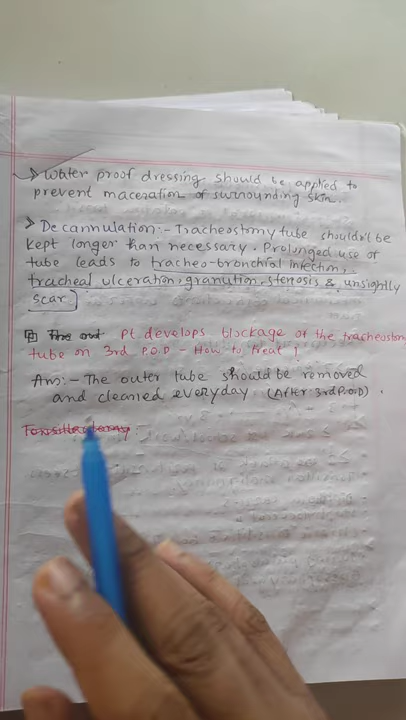 > Water proof dressing should be applied to
prevent maceration of surrounding skin.
> Decannulation:- Tracheostomy tube shouldn't be
kept longer than necessary. Prolonged use of
tube leads to tracheo-bronchial infection,
tracheal ulceration, granution, stenosis & unsightly
scar
Pt develops blockage of the tracheostomy
tube on 3rd P.O.D - How to treat?
Ans:- The outer tube should be removed
and cleaned everyday. (After 3rd P.O.D).